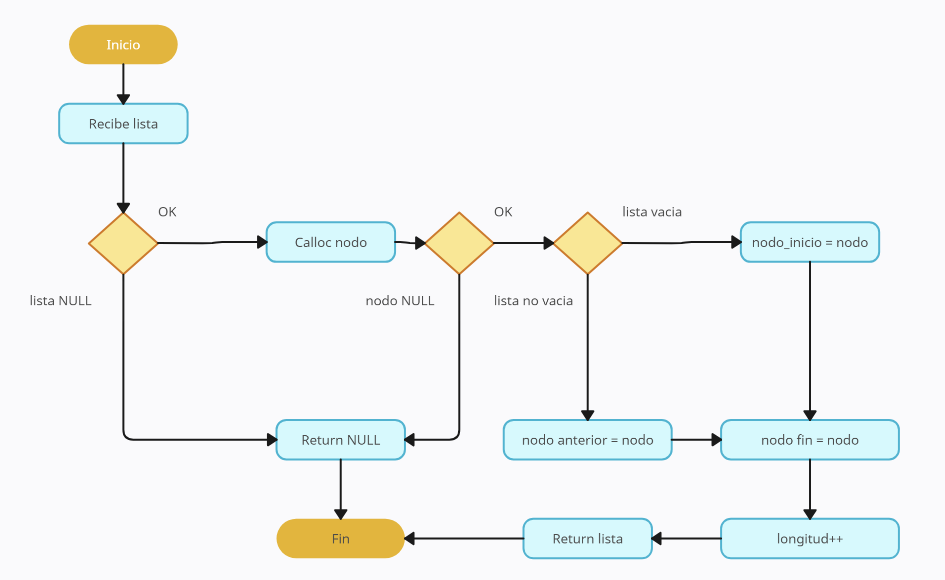 Inicio
Recibe lista
OK
OK
lista vacia
Calloc nodo
nodo_inicio = nodo
lista NULL
nodo NULL
lista no vacia
Return NULL
nodo anterior = nodo
nodo fin = nodo
Fin
Return lista
longitud++